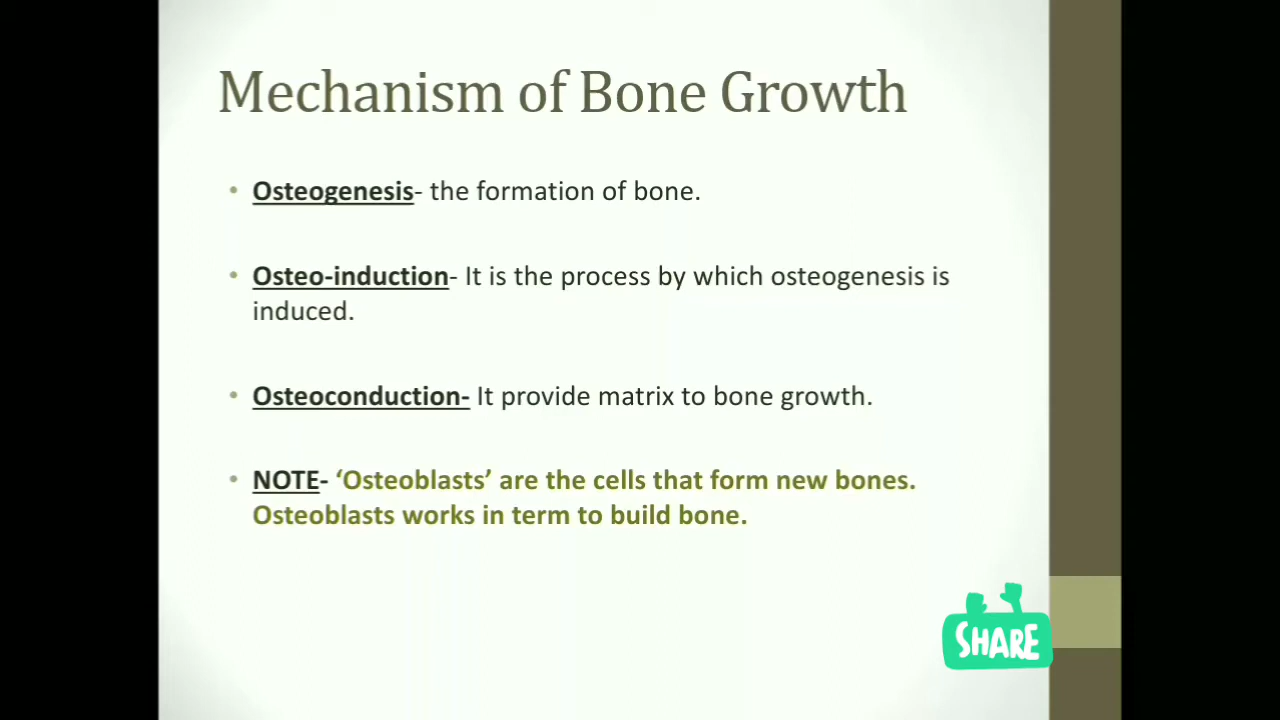 Mechanism of Bone Growth
• Osteogenesis- the formation of bone.
• Osteo-induction- It is the process by which osteogenesis is
induced.
• Osteoconduction- It provide matrix to bone growth.
• NOTE- ‘Osteoblasts’ are the cells that form new bones.
Osteoblasts works in term to build bone.
SHARE